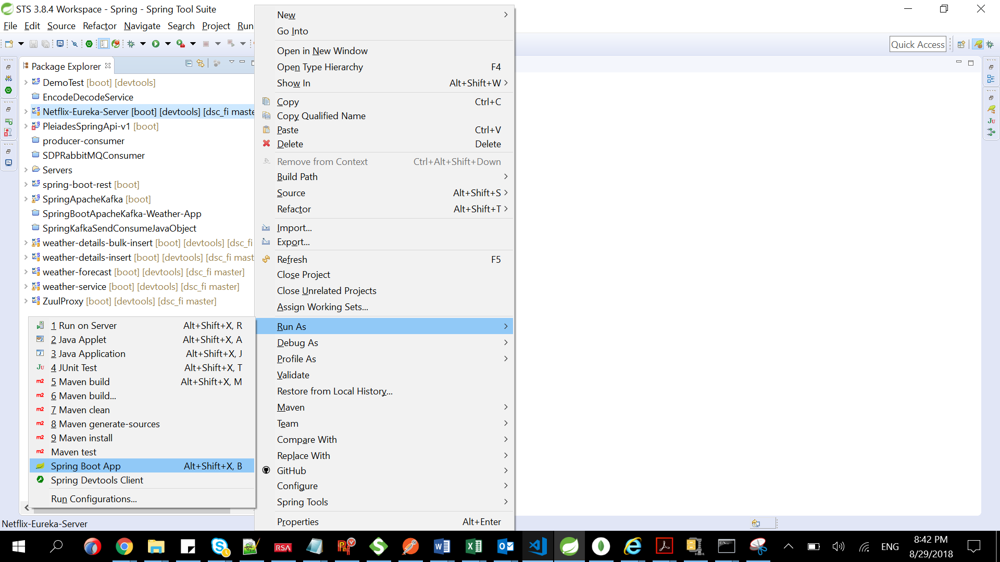 STS 3.8.4 Workspace - Spring - Spring Tool Suite
File Edit Source Refactor Navigate Search Project Run
Quick Access
Package Explorer
DemoTest [boot] [devtools]
EncodeDecodeService
Netflix-Eureka-Server [boot] [devtools] [dsc_fi maste
PleiadesSpringApi-v1 [boot]
producer-consumer
SDPRabbitMQConsumer
Servers
spring-boot-rest [boot]
SpringApacheKafka [boot]
SpringBootApacheKafka-Weather-App
SpringKafkaSendConsumeJavaObject
weather-details-bulk-insert [boot] [devtools] [dsc_fi
weather-details-insert [boot] [devtools] [dsc_fi mast
weather-forecast [boot] [devtools] [dsc_fi master]
weather-service [boot] [devtools] [dsc_fi master]
ZuulProxy [boot] [devtools] [dsc_fi master]
1 Run on Server Alt+Shift+X, R
2 Java Applet Alt+Shift+X, A
3 Java Application Alt+Shift+X, J
4 JUnit Test Alt+Shift+X, T
5 Maven build Alt+Shift+X, M
6 Maven build...
7 Maven clean
8 Maven generate-sources
9 Maven install
Maven test
Spring Boot App Alt+Shift+X, B
Spring Devtools Client
Run Configurations...
New
Go Into
Open in New Window
Open Type Hierarchy F4
Show In Alt+Shift+W
Copy Ctrl+C
Copy Qualified Name
Paste Ctrl+V
Delete Delete
Remove from Context Ctrl+Alt+Shift+Down
Build Path
Source Alt+Shift+S
Refactor Alt+Shift+T
Import...
Export...
Refresh F5
Close Project
Close Unrelated Projects
Assign Working Sets...
Run As
Debug As
Profile As
Validate
Restore from Local History...
Maven
Team
Compare With
Replace With
GitHub
Configure
Spring Tools
Properties Alt+Enter
Netflix-Eureka-Server
RSA
ENG
8:42 PM
8/29/2018